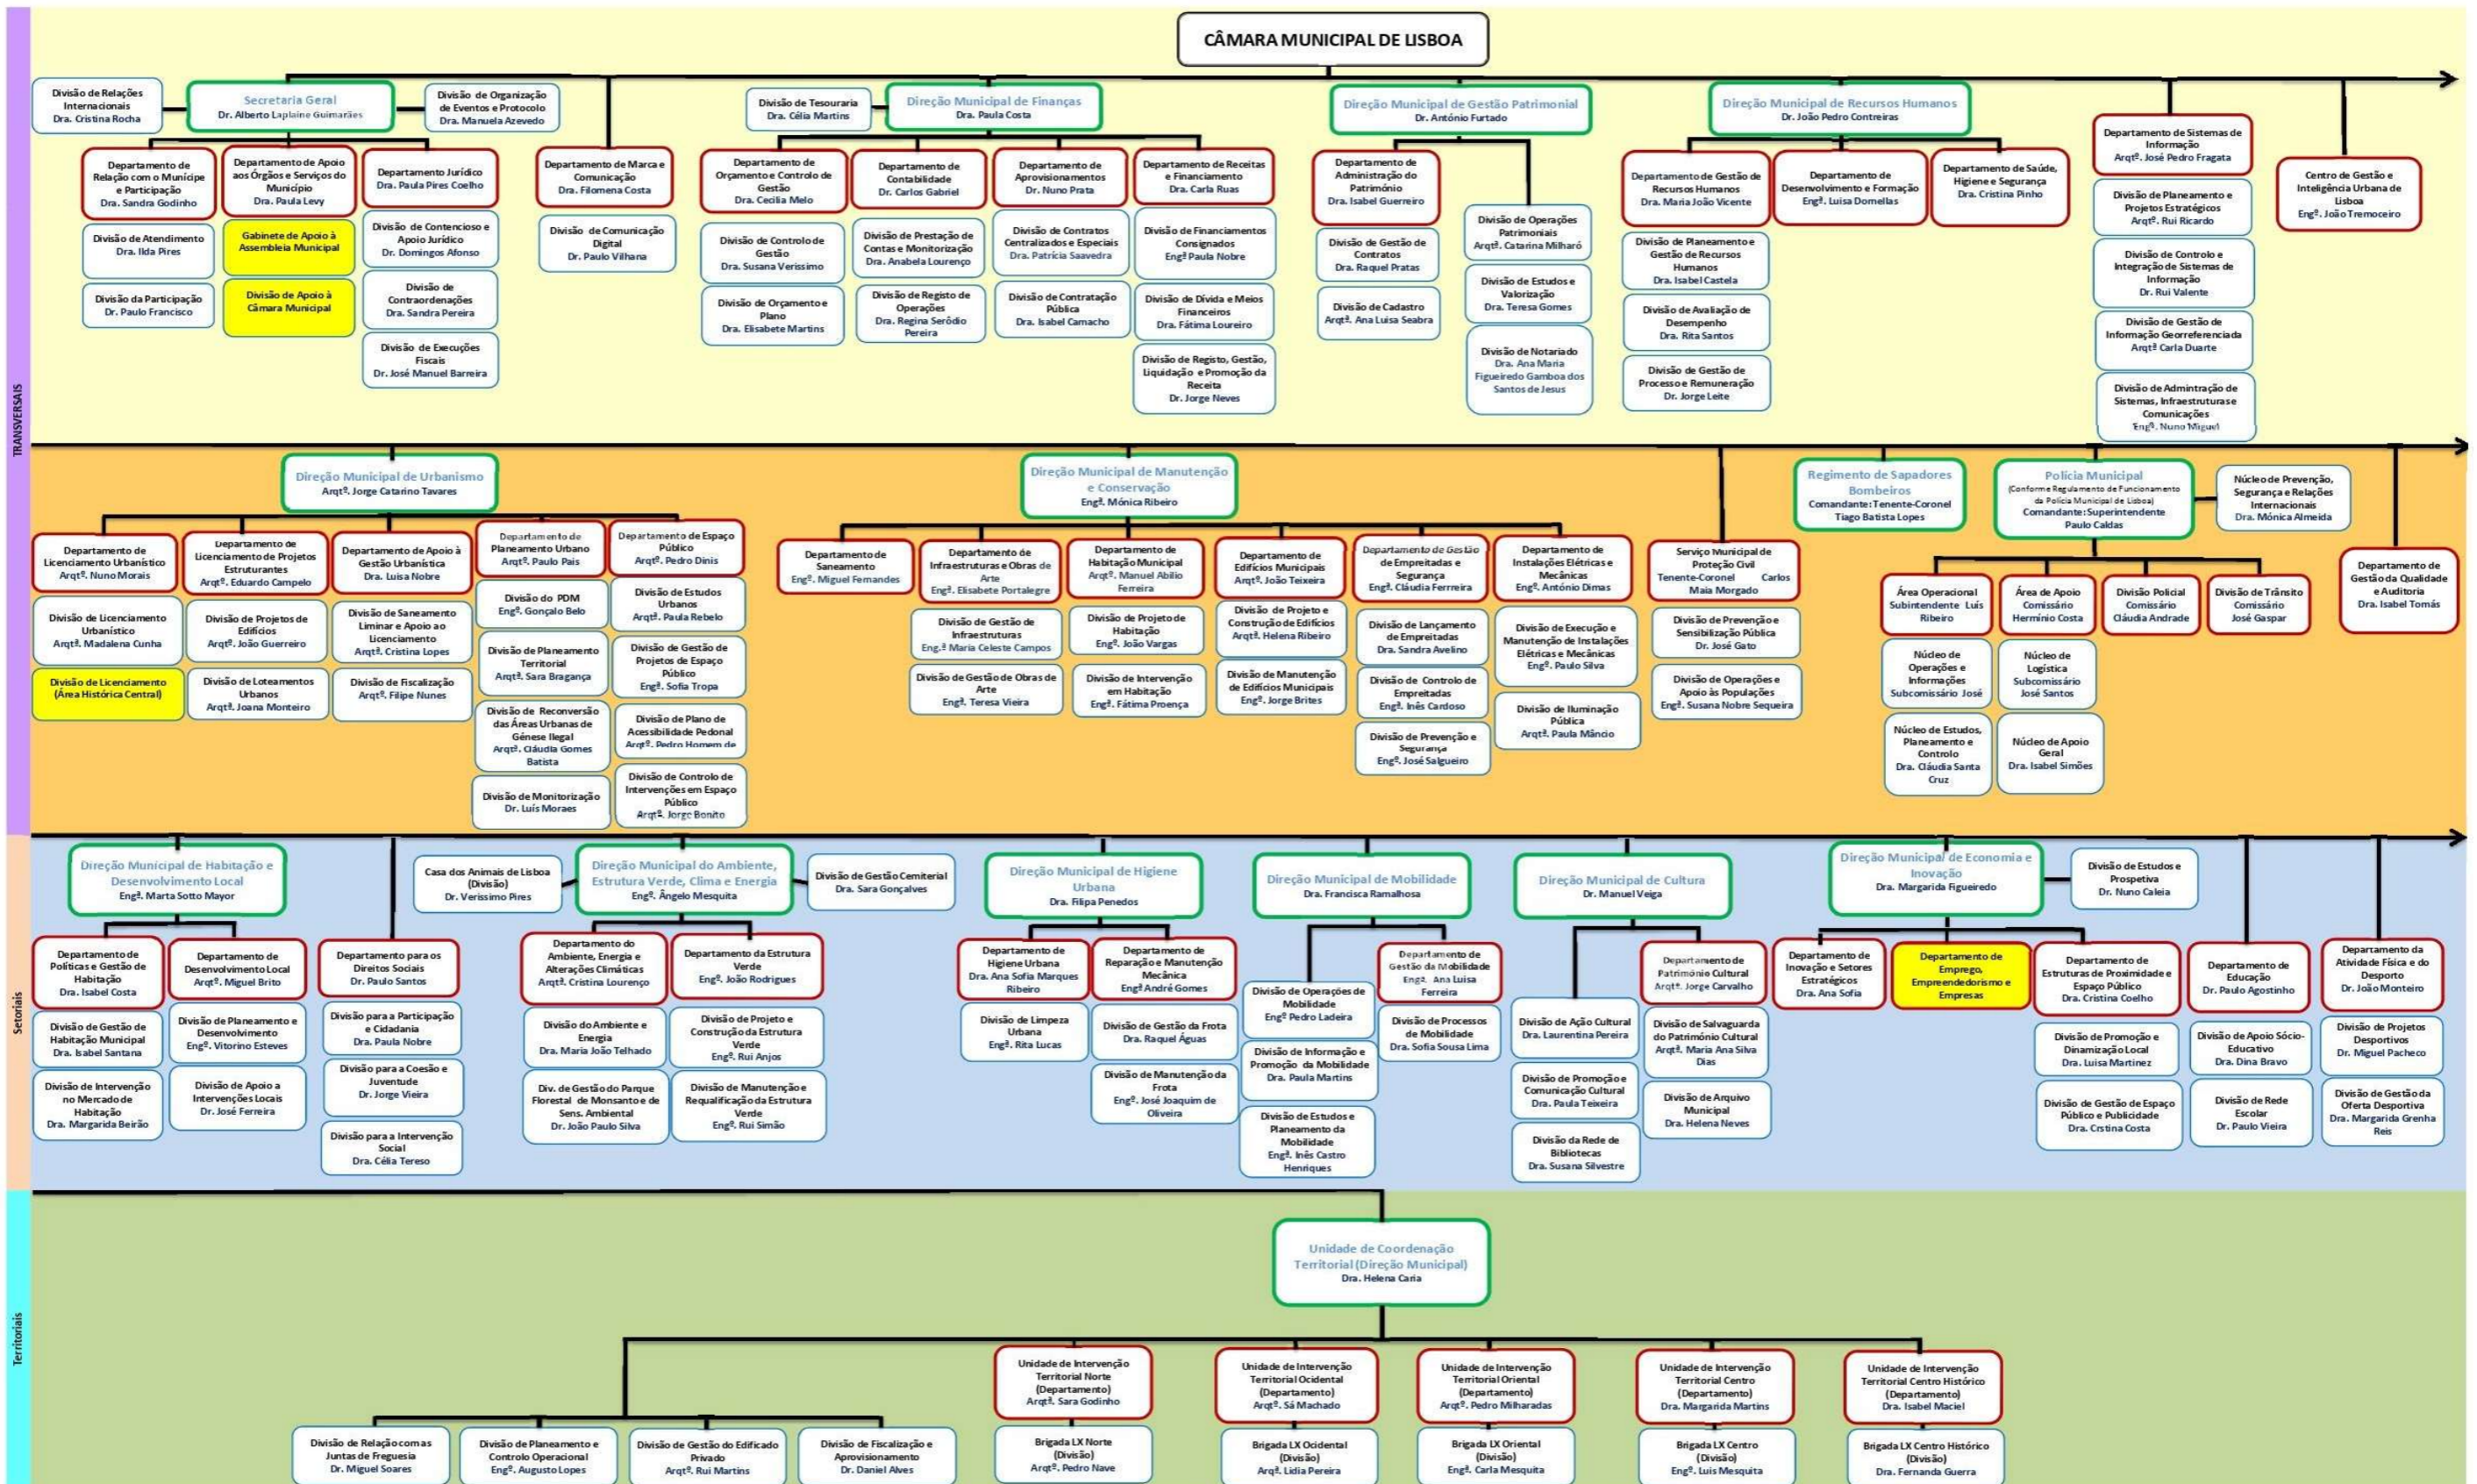 CÂMARA MUNICIPAL DE LISBOA
TRANSVERSAIS
Divisão de Relações
Internacionais
Dra. Cristina Rocha
Secretaria Geral
Dr. Alberto Laplaine Guimarães
Divisão de Organização
de Eventos e Protocolo
Dra. Manuela Azevedo
Departamento de
Relação com o Munícipe
e Participação
Dra. Sandra Godinho
Divisão de Atendimento
Dra. Ilda Pires
Divisão da Participação
Dr. Paulo Francisco
Departamento de Apoio
aos Órgãos e Serviços do
Município
Dra. Paula Levy
Gabinete de Apoio à
Assembleia Municipal
Divisão de Apoio à
Câmara Municipal
Departamento Jurídico
Dra. Paula Pires Coelho
Divisão de Contencioso e
Apoio Jurídico
Dr. Domingos Afonso
Divisão de
Contraordenações
Dra. Sandra Pereira
Divisão de Execuções
Fiscais
Dr. José Manuel Barreira
Departamento de Marca e
Comunicação
Dra. Filomena Costa
Divisão de Comunicação
Digital
Dr. Paulo Vilhana
Divisão de Tesouraria
Dra. Célia Martins
Direção Municipal de Finanças
Dra. Paula Costa
Departamento de
Orçamento e Controlo de
Gestão
Dra. Cecilia Melo
Divisão de Controlo de
Gestão
Dra. Susana Verissimo
Divisão de Orçamento e
Plano
Dra. Elisabete Martins
Departamento de
Contabilidade
Dr. Carlos Gabriel
Divisão de Prestação de
Contas e Monitorização
Dra. Anabela Lourenço
Divisão de Registo de
Operações
Dra. Regina Serôdio
Pereira
Departamento de
Aprovisionamentos
Dr. Nuno Prata
Divisão de Contratos
Centralizados e Especiais
Dra. Patrícia Saavedra
Divisão de Contratação
Pública
Dra. Isabel Camacho
Departamento de Receitas
e Financiamento
Dra. Carla Ruas
Divisão de Financiamentos
Consignados
Engª Paula Nobre
Divisão de Dívida e Meios
Financeiros
Dra. Fátima Loureiro
Divisão de Registo, Gestão,
Liquidação e Promoção da
Receita
Dr. Jorge Neves
Direção Municipal de Gestão Patrimonial
Dr. António Furtado
Departamento de
Administração do
Património
Dra. Isabel Guerreiro
Divisão de Gestão de
Contratos
Dra. Raquel Pratas
Divisão de Cadastro
Arqtª. Ana Luisa Seabra
Divisão de Operações
Patrimoniais
Arqtª. Catarina Milharó
Divisão de Estudos e
Valorização
Dra. Teresa Gomes
Divisão de Notariado
Dra. Ana Maria
Figueiredo Gamboa dos
Santos de Jesus
Direção Municipal de Recursos Humanos
Dr. João Pedro Contreiras
Departamento de Gestão de
Recursos Humanos
Dra. Maria João Vicente
Divisão de Planeamento e
Gestão de Recursos
Humanos
Dra. Isabel Castela
Divisão de Avaliação de
Desempenho
Dra. Rita Santos
Divisão de Gestão de
Processo e Remuneração
Dr. Jorge Leite
Departamento de
Desenvolvimento e Formação
Engª. Luisa Dornellas
Departamento de Saúde,
Higiene e Segurança
Dra. Cristina Pinho
Departamento de Sistemas de
Informação
Arqtº. José Pedro Fragata
Divisão de Planeamento e
Projetos Estratégicos
Arqtº. Rui Ricardo
Divisão de Controlo e
Integração de Sistemas de
Informação
Dr. Rui Valente
Divisão de Gestão de
Informação Georreferenciada
Arqtª Carla Duarte
Divisão de Admintração de
Sistemas, Infraestruturas e
Comunicações
Engº. Nuno Miguel
Centro de Gestão e
Inteligência Urbana de
Lisboa
Engº. João Tremoceiro
Direção Municipal de Urbanismo
Arqtº. Jorge Catarino Tavares
Departamento de
Licenciamento Urbanístico
Arqtº. Nuno Morais
Divisão de Licenciamento
Urbanístico
Arqtª. Madalena Cunha
Divisão de Licenciamento
(Área Histórica Central)
Departamento de
Licenciamento de Projetos
Estruturantes
Arqtº. Eduardo Campelo
Divisão de Projetos de
Edifícios
Arqtº. João Guerreiro
Divisão de Loteamentos
Urbanos
Arqtª. Joana Monteiro
Departamento de Apoio à
Gestão Urbanística
Dra. Luisa Nobre
Divisão de Saneamento
Liminar e Apoio ao
Licenciamento
Arqtª. Cristina Lopes
Divisão de Fiscalização
Arqtº. Filipe Nunes
Departamento de
Planeamento Urbano
Arqtº. Paulo Pais
Divisão do PDM
Engº. Gonçalo Belo
Divisão de Planeamento
Territorial
Arqtª. Sara Bragança
Divisão de Reconversão
das Áreas Urbanas de
Génese Ilegal
Arqtª. Cláudia Gomes
Batista
Divisão de Monitorização
Dr. Luís Moraes
Departamento de Espaço
Público
Arqtº. Pedro Dinis
Divisão de Estudos
Urbanos
Arqtª. Paula Rebelo
Divisão de Gestão de
Projetos de Espaço
Público
Engª. Sofia Tropa
Divisão de Plano de
Acessibilidade Pedonal
Arqtº. Pedro Homem de
Divisão de Controlo de
Intervenções em Espaço
Público
Arqtº. Jorge Bonito
Direção Municipal de Manutenção
e Conservação
Engª. Mónica Ribeiro
Departamento de
Saneamento
Engº. Miguel Fernandes
Departamento de
Infraestruturas e Obras de
Arte
Engª. Elisabete Portalegre
Divisão de Gestão de
Infraestruturas
Eng.ª Maria Celeste Campos
Divisão de Gestão de Obras de
Arte
Engª. Teresa Vieira
Departamento de
Habitação Municipal
Arqtº. Manuel Abilio
Ferreira
Divisão de Projeto de
Habitação
Engº. João Vargas
Divisão de Intervenção
em Habitação
Engª. Fátima Proença
Departamento de
Edifícios Municipais
Arqtº. João Teixeira
Divisão de Projeto e
Construção de Edifícios
Arqtª. Helena Ribeiro
Divisão de Manutenção
de Edifícios Municipais
Engº. Jorge Brites
Departamento de Gestão
de Empreitadas e
Segurança
Engª. Cláudia Ferrreira
Divisão de Lançamento
de Empreitadas
Dra. Sandra Avelino
Divisão de Controlo de
Empreitadas
Engª. Inês Cardoso
Divisão de Prevenção e
Segurança
Engº. José Salgueiro
Departamento de
Instalações Elétricas e
Mecânicas
Engº. António Dimas
Divisão de Execução e
Manutenção de Instalações
Elétricas e Mecânicas
Engº. Paulo Silva
Divisão de Iluminação
Pública
Arqtª. Paula Mâncio
Serviço Municipal de
Proteção Civil
Tenente-Coronel Carlos
Maia Morgado
Divisão de Prevenção e
Sensibilização Pública
Dr. José Gato
Divisão de Operações e
Apoio às Populações
Engª. Susana Nobre Sequeira
Regimento de Sapadores
Bombeiros
Comandante: Tenente-Coronel
Tiago Batista Lopes
Polícia Municipal
(Conforme Regulamento de Funcionamento
da Polícia Municipal de Lisboa)
Comandante: Superintendente
Paulo Caldas
Núcleo de Prevenção,
Segurança e Relações
Internacionais
Dra. Mónica Almeida
Área Operacional
Subintendente Luís
Ribeiro
Núcleo de
Operações e
Informações
Subcomissário José
Núcleo de Estudos,
Planeamento e
Controlo
Dra. Cláudia Santa
Cruz
Área de Apoio
Comissário
Hermínio Costa
Núcleo de
Logística
Subcomissário
José Santos
Núcleo de Apoio
Geral
Dra. Isabel Simões
Divisão Policial
Comissário
Cláudia Andrade
Divisão de Trânsito
Comissário
José Gaspar
Departamento de
Gestão da Qualidade
e Auditoria
Dra. Isabel Tomás
Setoriais
Direção Municipal de Habitação e
Desenvolvimento Local
Engª. Marta Sotto Mayor
Departamento de
Políticas e Gestão de
Habitação
Dra. Isabel Costa
Divisão de Gestão de
Habitação Municipal
Dra. Isabel Santana
Divisão de Intervenção
no Mercado de
Habitação
Dra. Margarida Beirão
Departamento de
Desenvolvimento Local
Arqtº. Miguel Brito
Divisão de Planeamento e
Desenvolvimento
Engº. Vitorino Esteves
Divisão de Apoio a
Intervenções Locais
Dr. José Ferreira
Departamento para os
Direitos Sociais
Dr. Paulo Santos
Divisão para a Participação
e Cidadania
Dra. Paula Nobre
Divisão para a Coesão e
Juventude
Dr. Jorge Vieira
Divisão para a Intervenção
Social
Dra. Célia Tereso
Casa dos Animais de Lisboa
(Divisão)
Dr. Verissimo Pires
Direção Municipal do Ambiente,
Estrutura Verde, Clima e Energia
Engº. Ângelo Mesquita
Divisão de Gestão Cemiterial
Dra. Sara Gonçalves
Departamento do
Ambiente, Energia e
Alterações Climáticas
Arqtª. Cristina Lourenço
Divisão do Ambiente e
Energia
Dra. Maria João Telhado
Div. de Gestão do Parque
Florestal de Monsanto e de
Sens. Ambiental
Dr. João Paulo Silva
Departamento da Estrutura
Verde
Engº. João Rodrigues
Divisão de Projeto e
Construção da Estrutura
Verde
Engº. Rui Anjos
Divisão de Manutenção e
Requalificação da Estrutura
Verde
Engº. Rui Simão
Direção Municipal de Higiene
Urbana
Dra. Filipa Penedos
Departamento de
Higiene Urbana
Dra. Ana Sofia Marques
Ribeiro
Divisão de Limpeza
Urbana
Engª. Rita Lucas
Departamento de
Reparação e Manutenção
Mecânica
Engª André Gomes
Divisão de Gestão da Frota
Dra. Raquel Águas
Divisão de Manutenção da
Frota
Engº. José Joaquim de
Oliveira
Direção Municipal de Mobilidade
Dra. Francisca Ramalhosa
Divisão de Operações de
Mobilidade
Engº Pedro Ladeira
Divisão de Informação e
Promoção da Mobilidade
Dra. Paula Martins
Divisão de Estudos e
Planeamento da
Mobilidade
Engª. Inês Castro
Henriques
Departamento de
Gestão da Mobilidade
Engª. Ana Luisa
Ferreira
Divisão de Processos
de Mobilidade
Dra. Sofia Sousa Lima
Direção Municipal de Cultura
Dr. Manuel Veiga
Divisão de Ação Cultural
Dra. Laurentina Pereira
Divisão de Promoção e
Comunicação Cultural
Dra. Paula Teixeira
Divisão da Rede de
Bibliotecas
Dra. Susana Silvestre
Departamento de
Património Cultural
Arqtº. Jorge Carvalho
Divisão de Salvaguarda
do Património Cultural
Arqtª. Maria Ana Silva
Dias
Divisão de Arquivo
Municipal
Dra. Helena Neves
Direção Municipal de Economia e
Inovação
Dra. Margarida Figueiredo
Divisão de Estudos e
Prospetiva
Dr. Nuno Caleia
Departamento de
Inovação e Setores
Estratégicos
Dra. Ana Sofia
Departamento de
Emprego,
Empreendedorismo e
Empresas
Departamento de
Estruturas de Proximidade e
Espaço Público
Dra. Cristina Coelho
Divisão de Promoção e
Dinamização Local
Dra. Luisa Martinez
Divisão de Gestão de Espaço
Público e Publicidade
Dra. Crstina Costa
Departamento de
Educação
Dr. Paulo Agostinho
Divisão de Apoio Sócio-
Educativo
Dra. Dina Bravo
Divisão de Rede
Escolar
Dr. Paulo Vieira
Departamento da
Atividade Física e do
Desporto
Dr. João Monteiro
Divisão de Projetos
Desportivos
Dr. Miguel Pacheco
Divisão de Gestão da
Oferta Desportiva
Dra. Margarida Grenha
Reis
Territoriais
Unidade de Coordenação
Territorial (Direção Municipal)
Dra. Helena Caria
Divisão de Relação com as
Juntas de Freguesia
Dr. Miguel Soares
Divisão de Planeamento e
Controlo Operacional
Engº. Augusto Lopes
Divisão de Gestão do Edificado
Privado
Arqtº. Rui Martins
Divisão de Fiscalização e
Aprovisionamento
Dr. Daniel Alves
Unidade de Intervenção
Territorial Norte
(Departamento)
Arqtª. Sara Godinho
Brigada LX Norte
(Divisão)
Arqtº. Pedro Nave
Unidade de Intervenção
Territorial Ocidental
(Departamento)
Arqtº. Sá Machado
Brigada LX Ocidental
(Divisão)
Arqª. Lidia Pereira
Unidade de Intervenção
Territorial Oriental
(Departamento)
Arqtº. Pedro Milharadas
Brigada LX Oriental
(Divisão)
Engª. Carla Mesquita
Unidade de Intervenção
Territorial Centro
(Departamento)
Dra. Margarida Martins
Brigada LX Centro
(Divisão)
Engº. Luis Mesquita
Unidade de Intervenção
Territorial Centro Histórico
(Departamento)
Dra. Isabel Maciel
Brigada LX Centro Histórico
(Divisão)
Dra. Fernanda Guerra